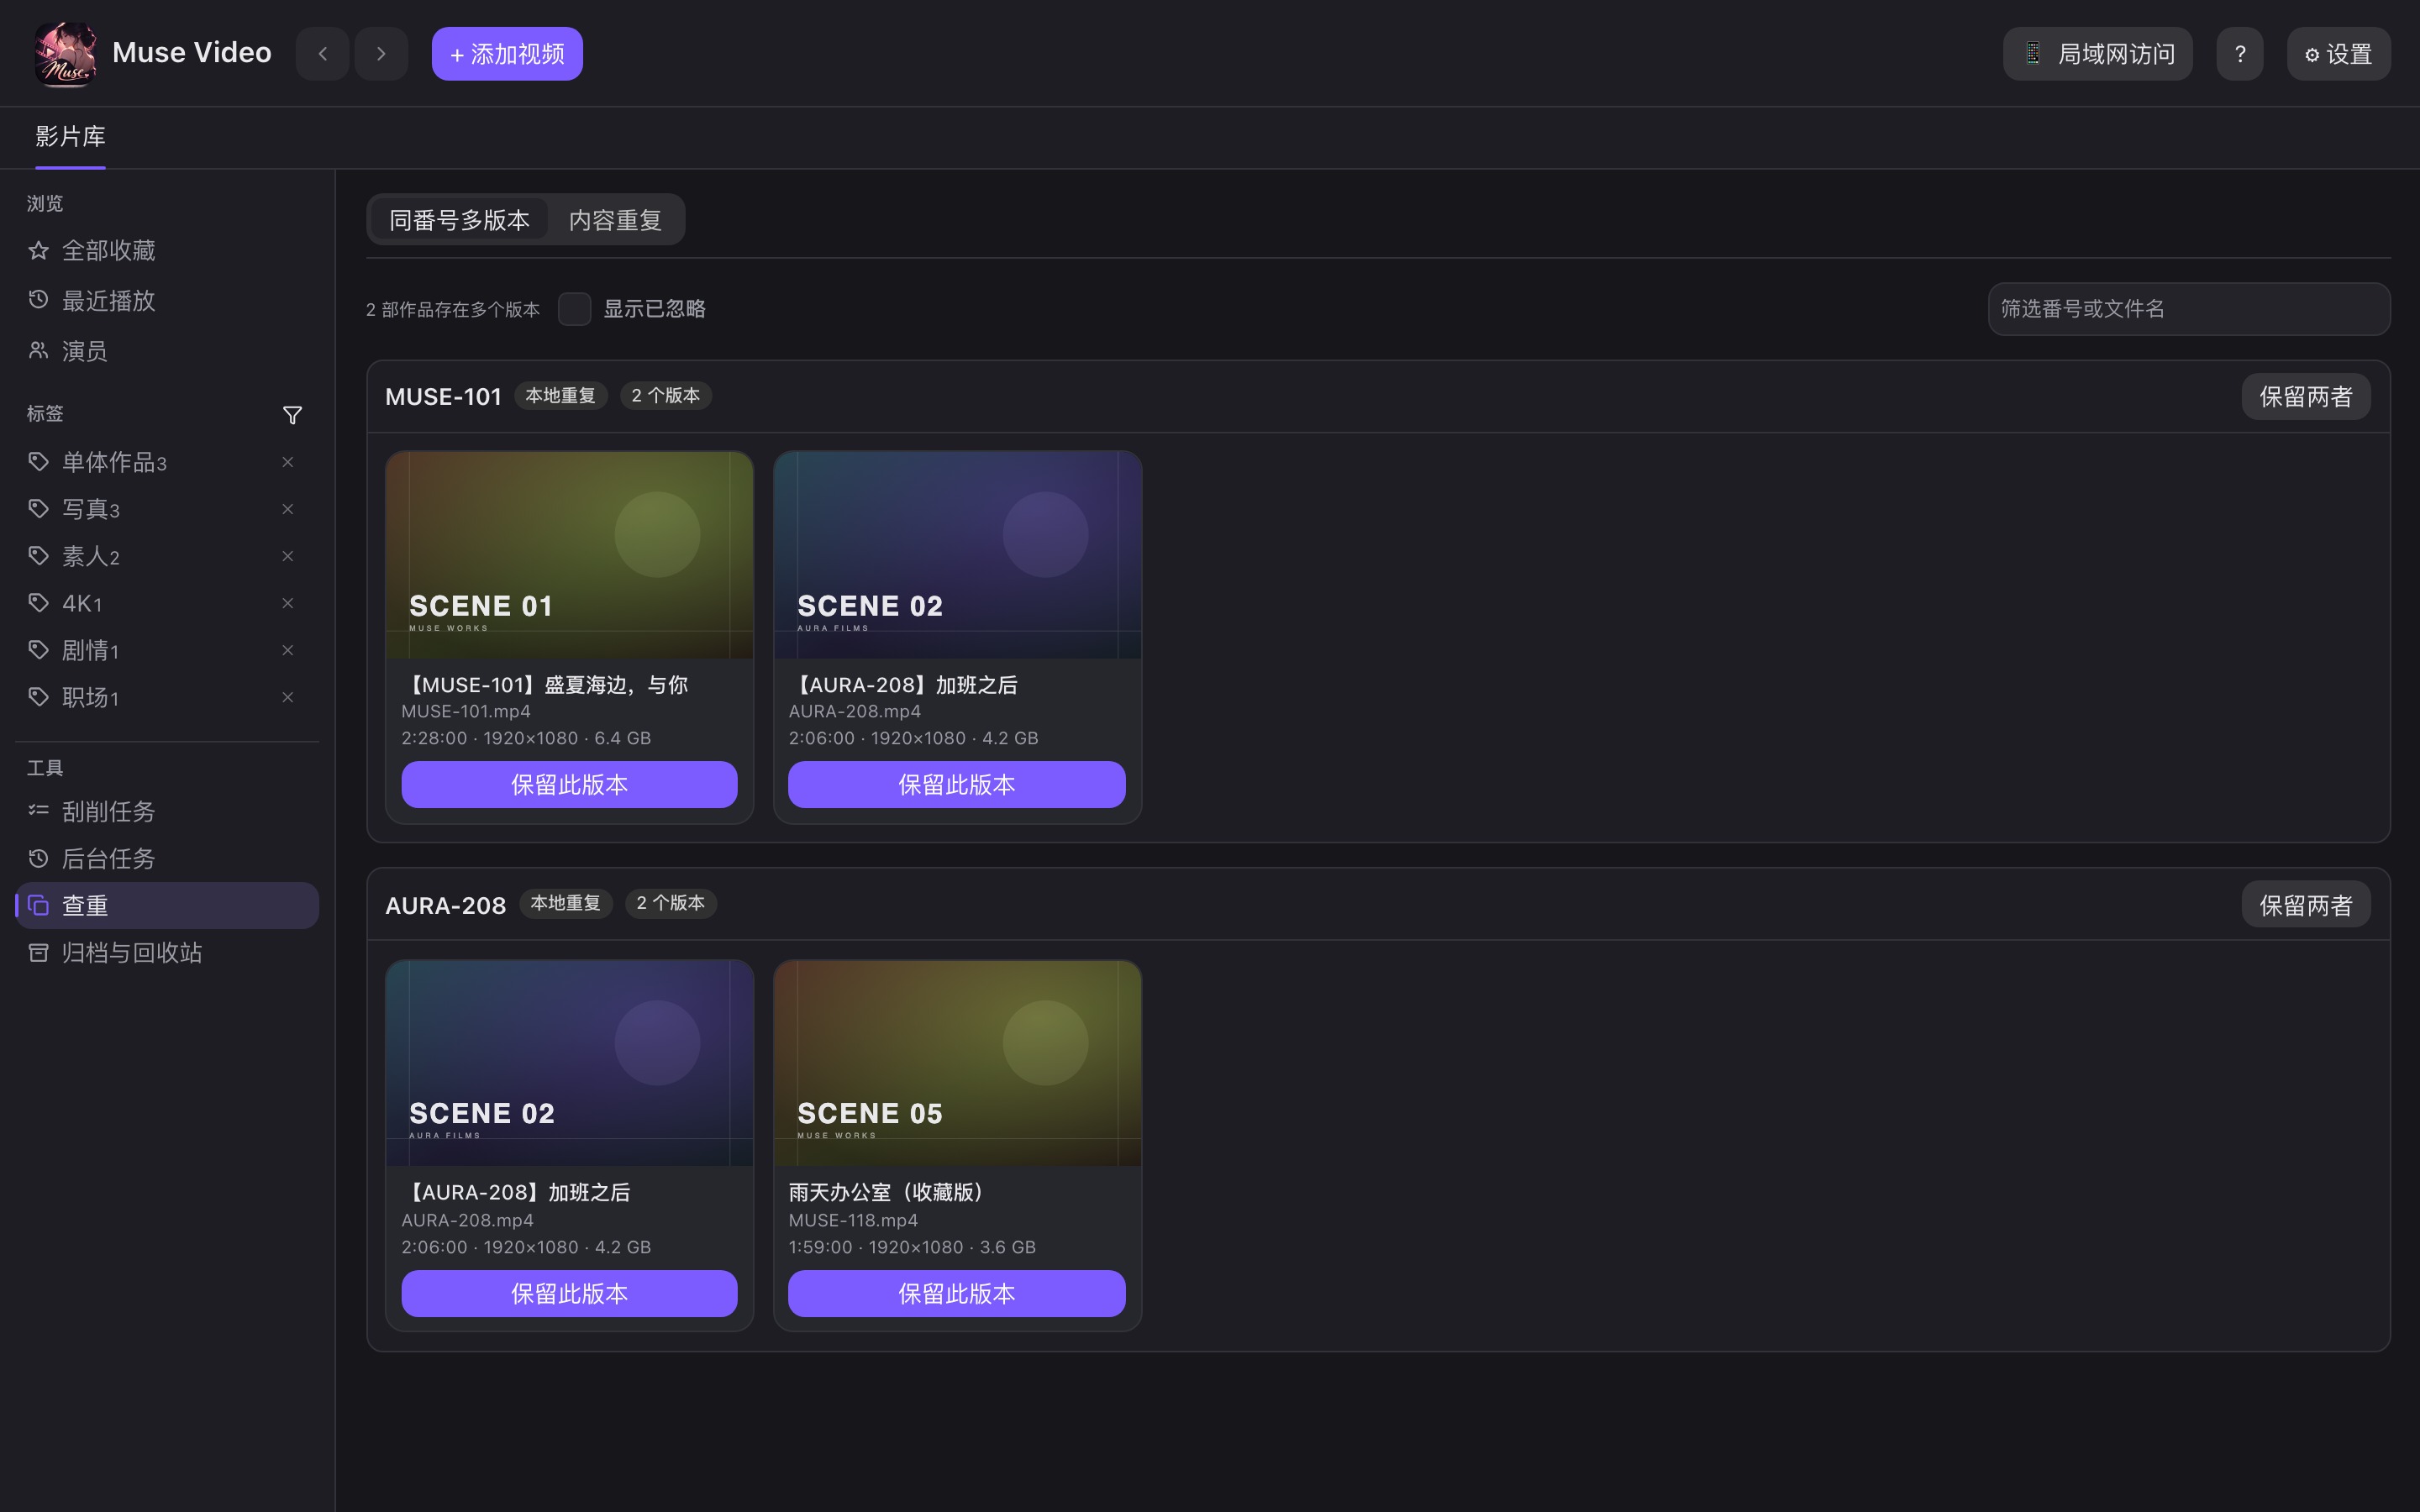 Muse
Muse Video
+ 添加视频
局域网访问
?
设置
影片库
浏览
全部收藏
最近播放
演员
标签
单体作品3
写真3
素人2
4K1
剧情1
职场1
工具
刮削任务
后台任务
查重
归档与回收站
同番号多版本 内容重复
2 部作品存在多个版本 显示已忽略
筛选番号或文件名
MUSE-101 本地重复 2 个版本
保留两者
SCENE 01
MUSE WORKS
【MUSE-101】盛夏海边，与你
MUSE-101.mp4
2:28:00 · 1920×1080 · 6.4 GB
保留此版本
SCENE 02
AURA FILMS
【AURA-208】加班之后
AURA-208.mp4
2:06:00 · 1920×1080 · 4.2 GB
保留此版本
AURA-208 本地重复 2 个版本
保留两者
SCENE 02
AURA FILMS
【AURA-208】加班之后
AURA-208.mp4
2:06:00 · 1920×1080 · 4.2 GB
保留此版本
SCENE 05
MUSE WORKS
雨天办公室（收藏版）
MUSE-118.mp4
1:59:00 · 1920×1080 · 3.6 GB
保留此版本